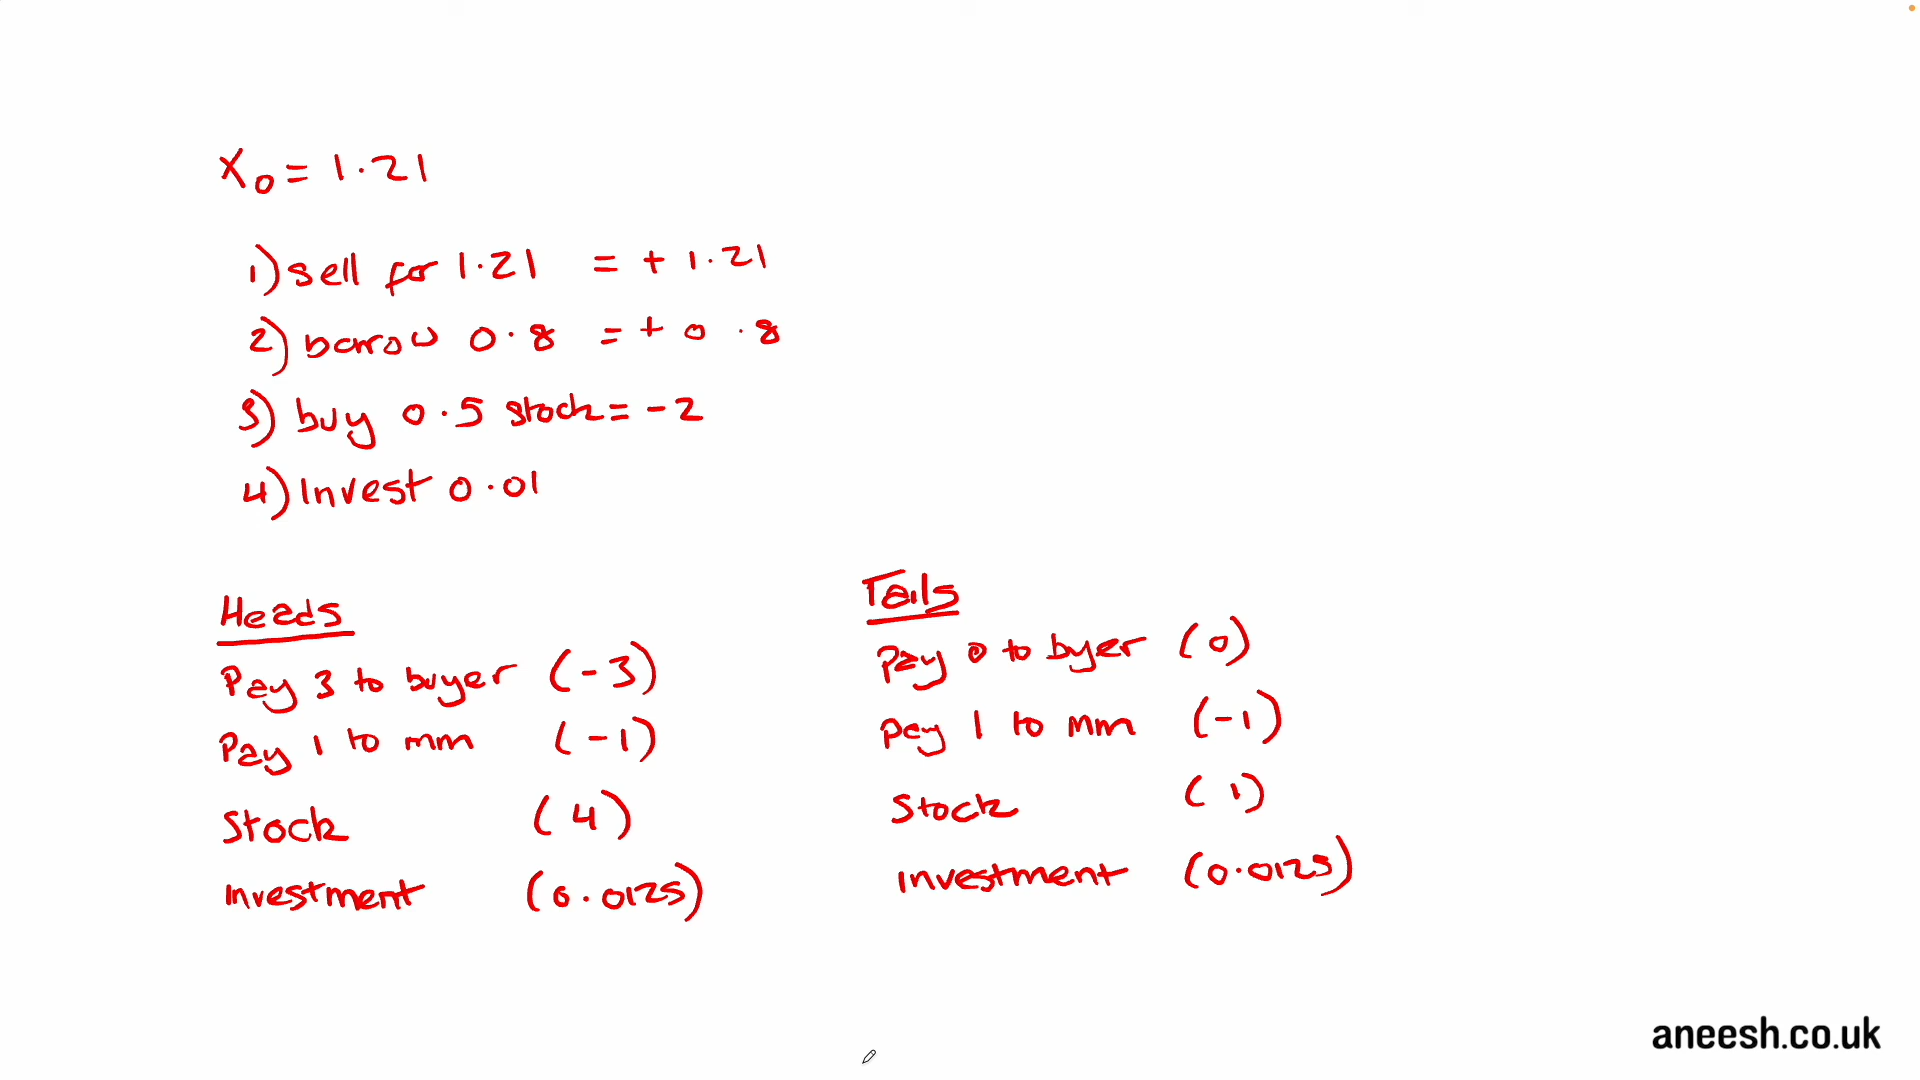 X₀ = 1.21
1) sell for 1.21 = + 1.21
2) borrow 0.8 = + 0.8
3) buy 0.5 stock = - 2
4) Invest 0.01
Heads
Pay 3 to buyer (-3)
Pay 1 to mm (-1)
Stock (4)
Investment (0.0125)
Tails
Pay 0 to byer (0)
Pay 1 to mm (-1)
Stock (1)
Investment (0.0125)
aneesh.co.uk